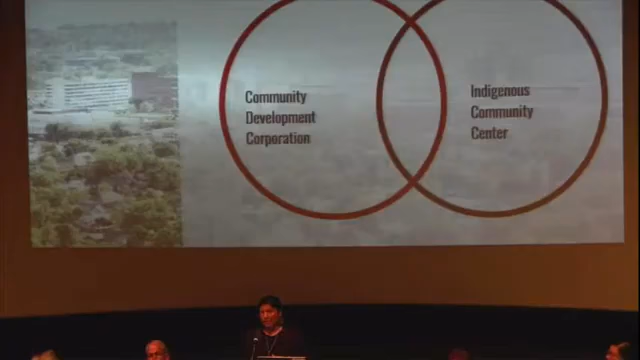 Community
Development
Corporation
Indigenous
Community
Center